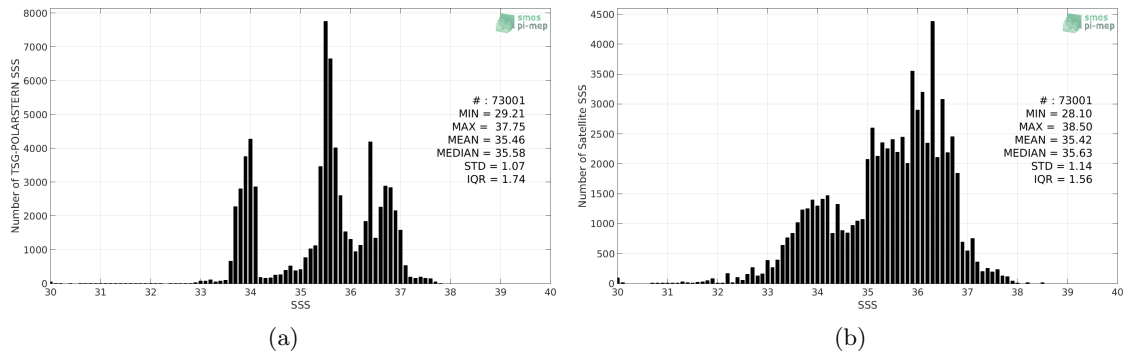 smos
pi-mep
Number of TSG-POLARSTERN SSS
8000
7000
6000
5000
4000
3000
2000
1000
0
# : 73001
MIN = 29.21
MAX = 37.75
MEAN = 35.46
MEDIAN = 35.58
STD = 1.07
IQR = 1.74
30 31 32 33 34 35 36 37 38 39 40
SSS
(a)
smos
pi-mep
Number of Satellite SSS
4500
4000
3500
3000
2500
2000
1500
1000
500
0
# : 73001
MIN = 28.10
MAX = 38.50
MEAN = 35.42
MEDIAN = 35.63
STD = 1.14
IQR = 1.56
30 31 32 33 34 35 36 37 38 39 40
SSS
(b)